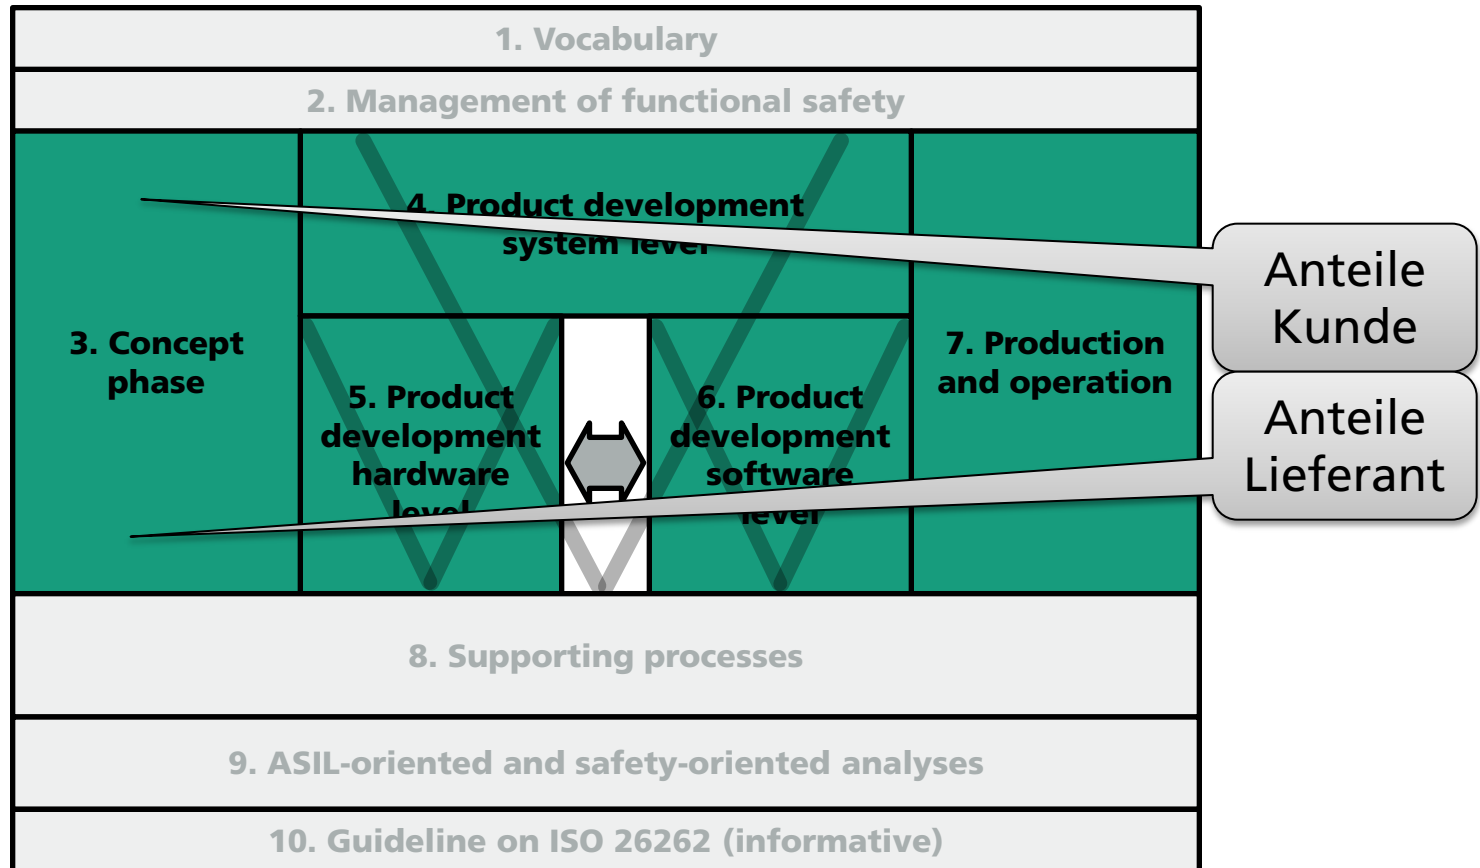 1. Vocabulary
2. Management of functional safety
3. Concept
phase
4. Product development
system level
5. Product
development
hardware
level
6. Product
development
software
level
7. Production
and operation
Anteile
Kunde
Anteile
Lieferant
8. Supporting processes
9. ASIL-oriented and safety-oriented analyses
10. Guideline on ISO 26262 (informative)